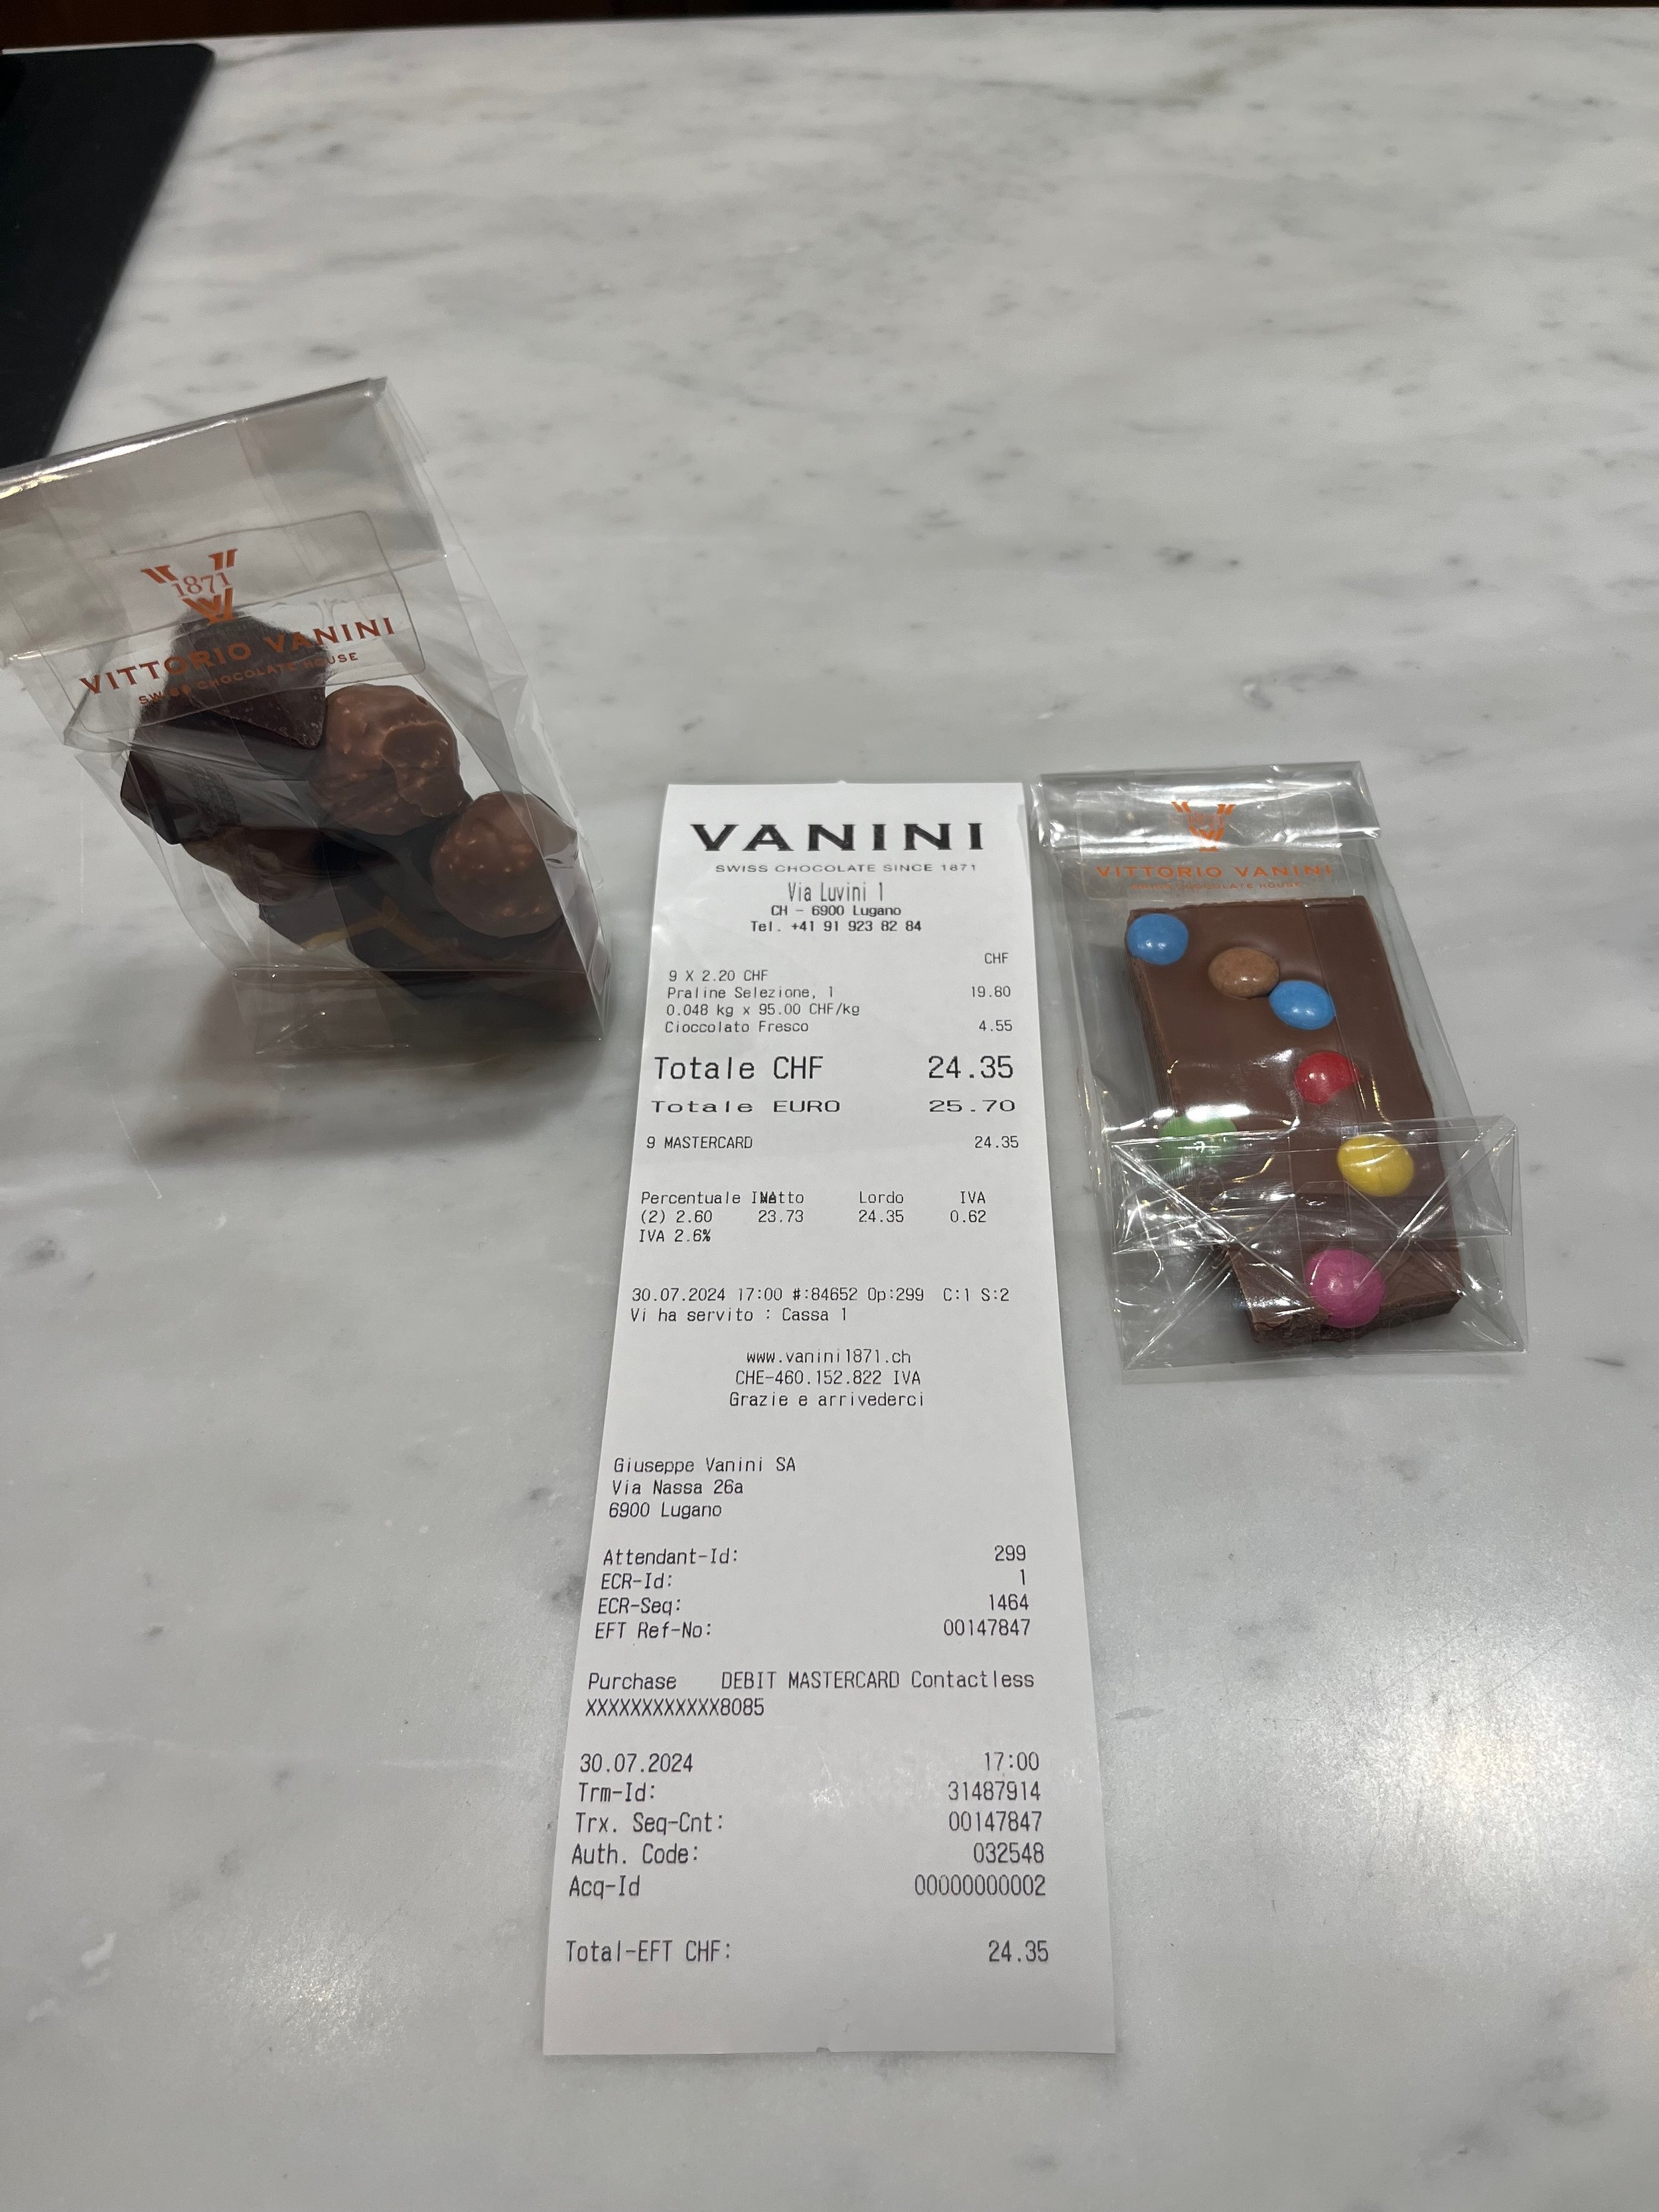 1871
VITTORIO VANINI
SWISS CHOCOLATE HOUSE
VANINI
SWISS CHOCOLATE SINCE 1871
Via Luvini 1
CH - 6900 Lugano
Tel. +41 91 923 82 84
CHF
9 X 2.20 CHF
Praline Selezione, 1 19.80
0.048 kg x 95.00 CHF/kg
Cioccolato Fresco 4.55
Totale CHF 24.35
Totale EURO 25.70
9 MASTERCARD 24.35
Percentuale IVA Netto Lordo IVA
(2) 2.60 23.73 24.35 0.62
IVA 2.6%
30.07.2024 17:00 #:84652 Op:299 C:1 S:2
Vi ha servito : Cassa 1
www.vanini1871.ch
CHE-460.152.822 IVA
Grazie e arrivederci
Giuseppe Vanini SA
Via Nassa 26a
6900 Lugano
Attendant-Id: 299
ECR-Id: 1
ECR-Seq: 1464
EFT Ref-No: 00147847
Purchase DEBIT MASTERCARD Contactless
XXXXXXXXXXXX8085
30.07.2024 17:00
Trm-Id: 31487914
Trx. Seq-Cnt: 00147847
Auth. Code: 032548
Acq-Id 00000000002
Total-EFT CHF: 24.35
1871
VITTORIO VANINI
SWISS CHOCOLATE HOUSE